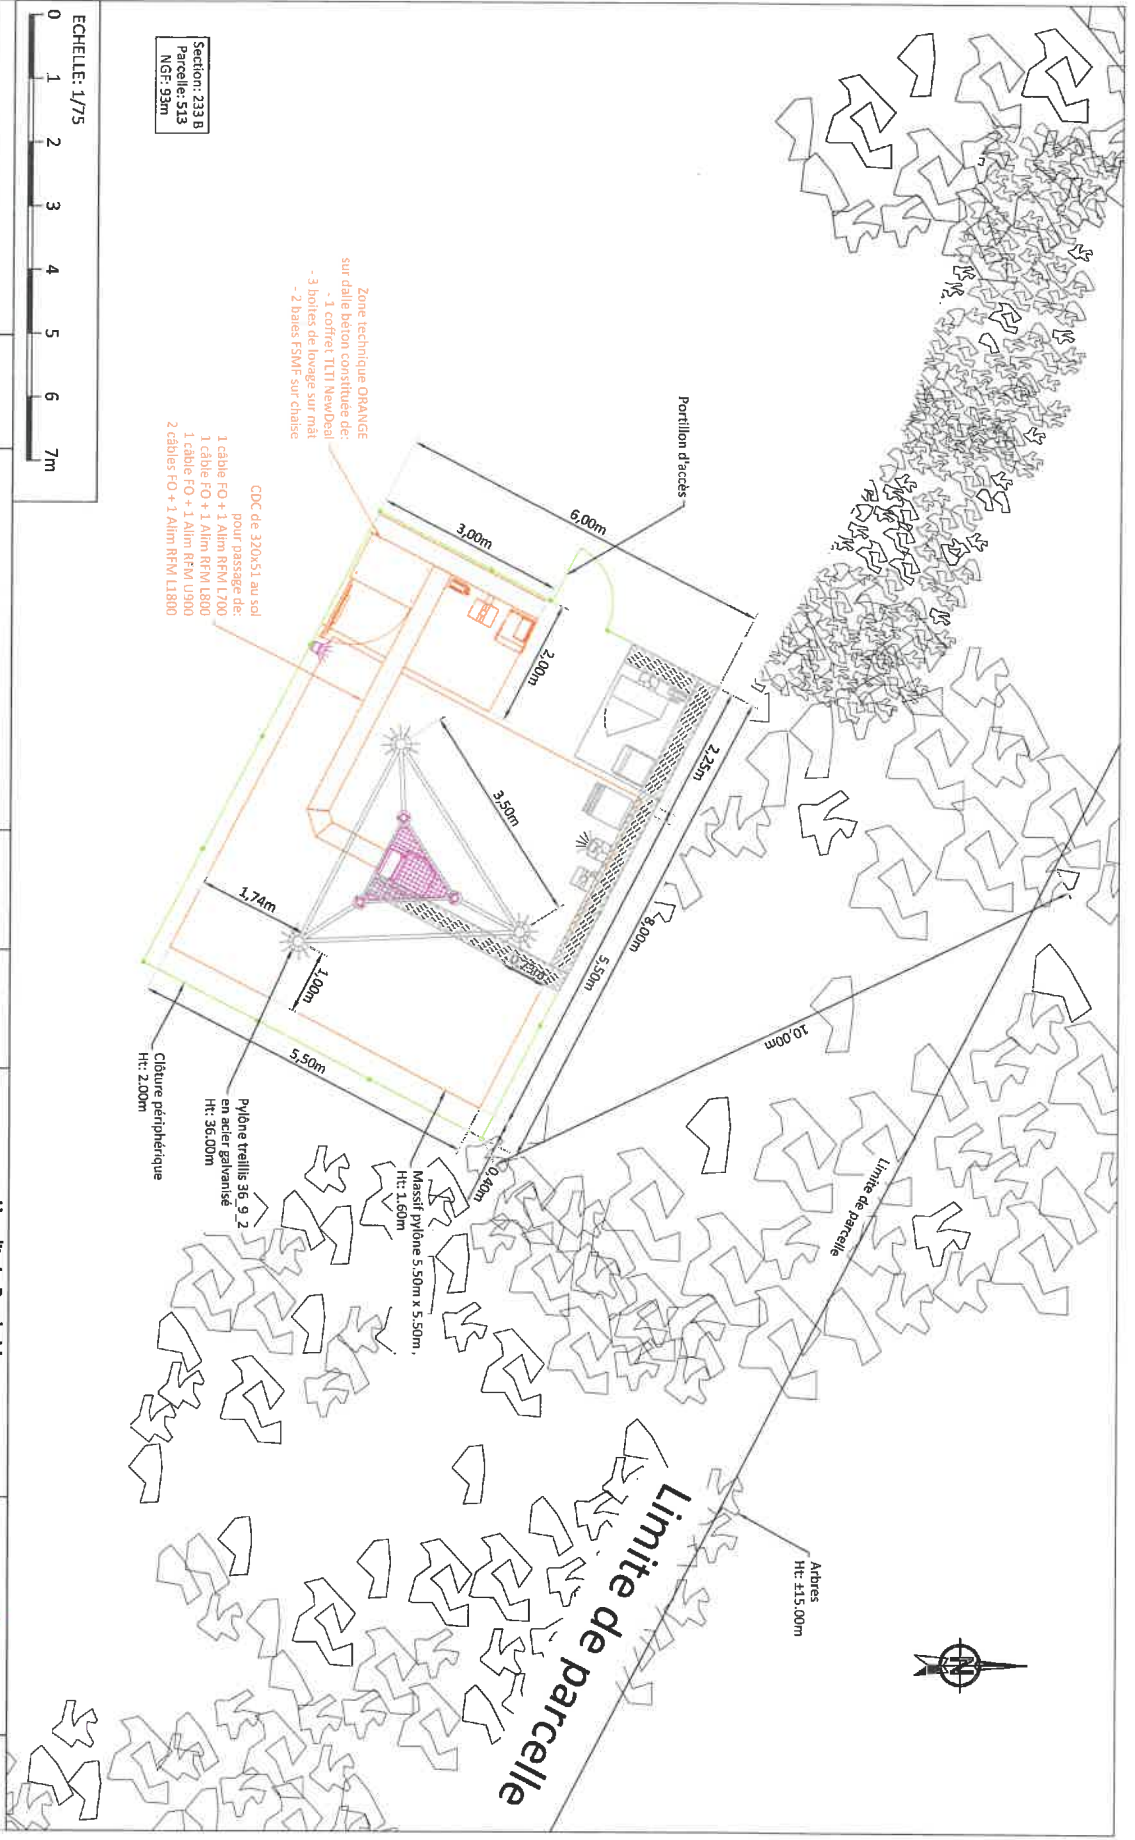 ECHELLE: 1/75
0 1 2 3 4 5 6 7m
Section: 233 B
Parcelle: 513
NGF: 93m
Zone technique ORANGE
sur dalle béton constituée de:
- 1 coffret TLTI NewDeal
- 3 boites de lovage sur mât
- 2 baies FSMF sur chaise
CDC de 320x51 au sol
pour passage de:
1 câble FO + 1 Alim RFM L700
1 câble FO + 1 Alim RFM L800
1 câble FO + 1 Alim RFM U900
2 câbles FO + 1 Alim RFM L1800
Portillon d'accès
6,00m
3,00m
2,00m
2,25m
3,50m
8,00m
5,50m
1,74m
1,00m
5,50m
0,40m
10,00m
Clôture périphérique
Ht: 2.00m
Pylône treillis 36_9_2
en acier galvanisé
Ht: 36.00m
Massif pylône 5.50m x 5.50m,
Ht: 1.60m
Limite de parcelle
Limite de parcelle
Arbres
Ht: ±15.00m
N